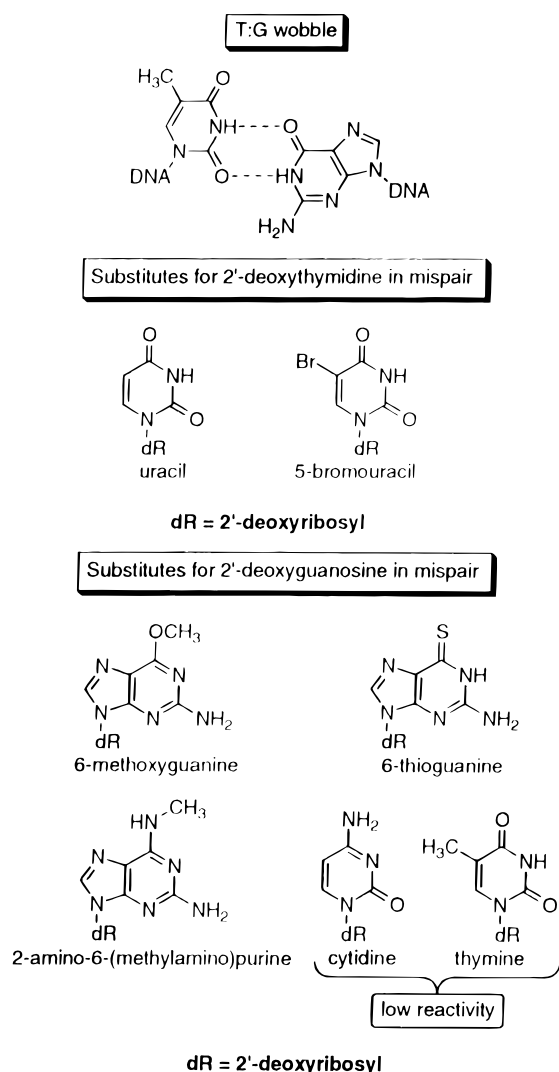 T:G wobble
H3C O
NH O N
N O HN N N
DNA H2N DNA
Substitutes for 2'-deoxythymidine in mispair
O O
NH Br NH
N O N O
dR dR
uracil 5-bromouracil
dR = 2'-deoxyribosyl
Substitutes for 2'-deoxyguanosine in mispair
OCH3 S
N N N NH
N N NH2 N N NH2
dR dR
6-methoxyguanine 6-thioguanine
HN CH3 NH2 O
N N N H3C NH
N N NH2 N O N O
dR dR dR
2-amino-6-(methylamino)purine cytidine thymine
low reactivity
dR = 2'-deoxyribosyl